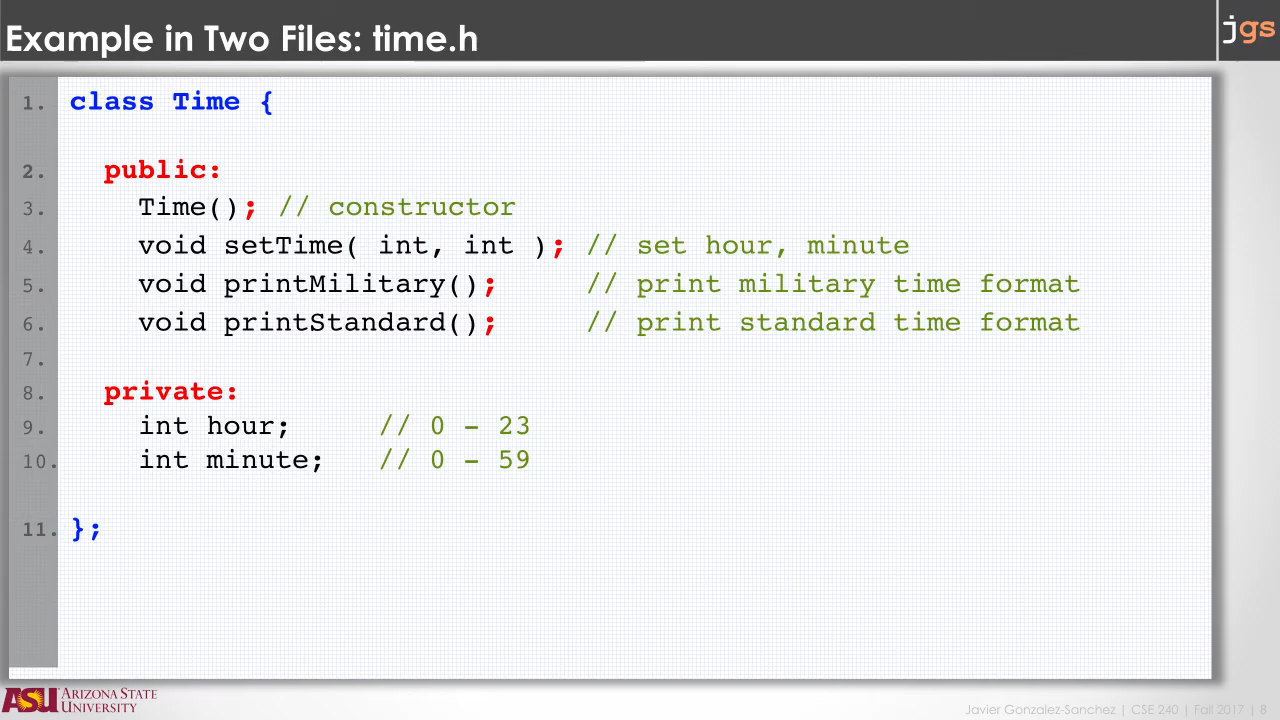 Example in Two Files: time.h
jgs
1. class Time {
2. public:
3. Time(); // constructor
4. void setTime( int, int ); // set hour, minute
5. void printMilitary(); // print military time format
6. void printStandard(); // print standard time format
7.
8. private:
9. int hour; // 0 – 23
10. int minute; // 0 – 59
11. };
ASU ARIZONA STATE
UNIVERSITY
Javier Gonzalez-Sanchez | CSE 240 | Fall 2017 | 8